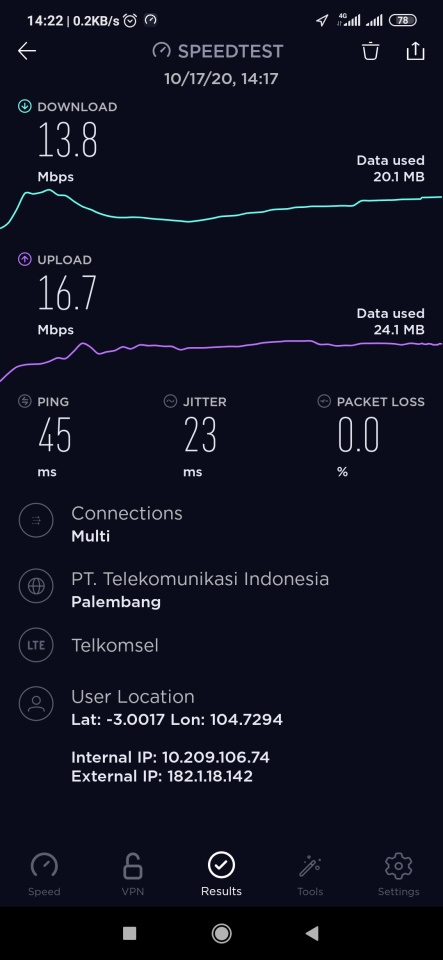 14:22 | 0.2KB/s
4G
78
SPEEDTEST
10/17/20, 14:17
DOWNLOAD
13.8
Mbps
Data used
20.1 MB
UPLOAD
16.7
Mbps
Data used
24.1 MB
PING
JITTER
PACKET LOSS
45
23
0.0
ms
ms
%
Connections
Multi
PT. Telekomunikasi Indonesia
Palembang
LTE
Telkomsel
User Location
Lat: -3.0017 Lon: 104.7294
Internal IP: 10.209.106.74
External IP: 182.1.18.142
Speed
VPN
Results
Tools
Settings